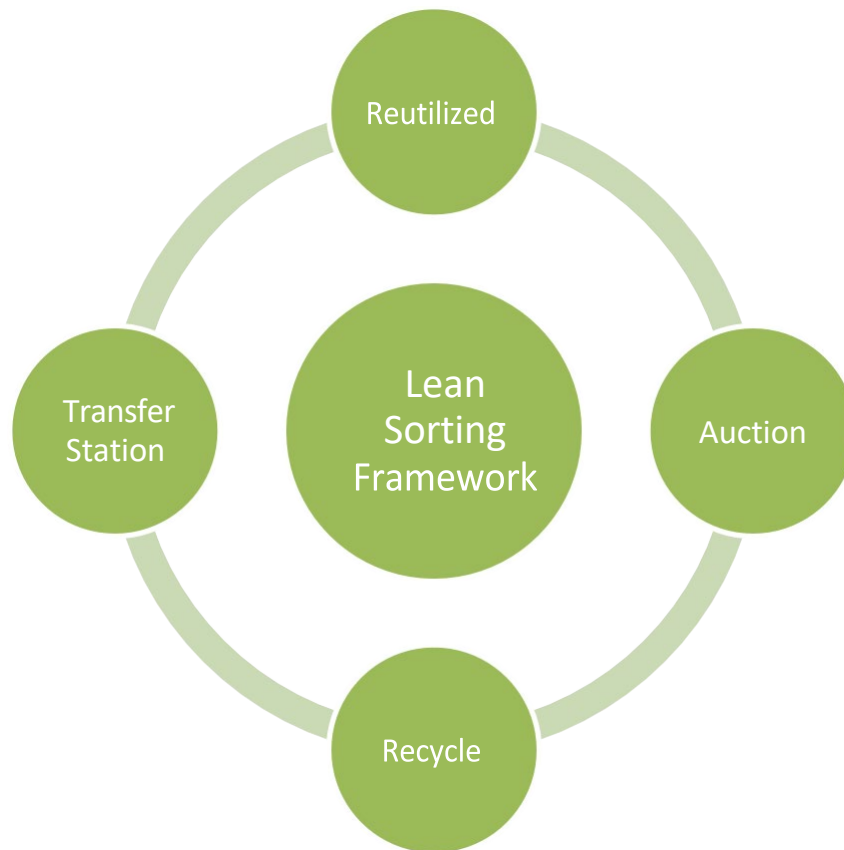 Reutilized
Transfer
Station
Lean
Sorting
Framework
Auction
Recycle